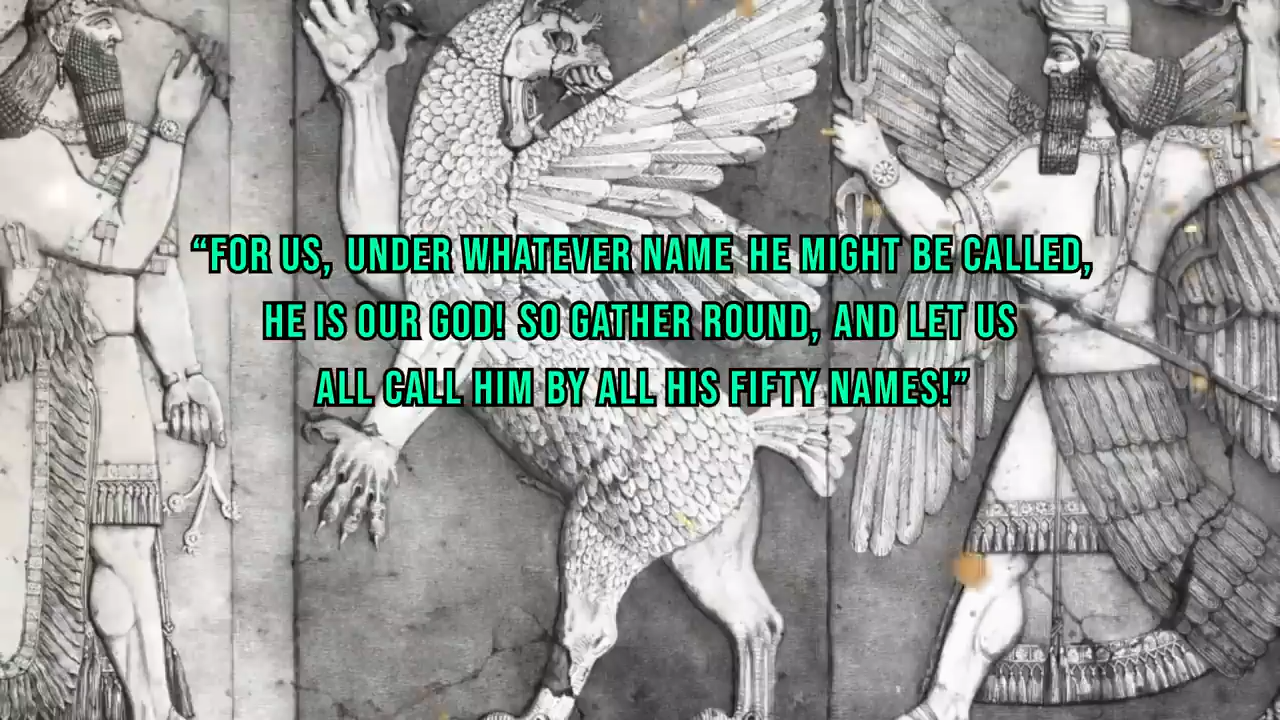 “FOR US, UNDER WHATEVER NAME HE MIGHT BE CALLED,
HE IS OUR GOD! SO GATHER ROUND, AND LET US
ALL CALL HIM BY ALL HIS FIFTY NAMES!”